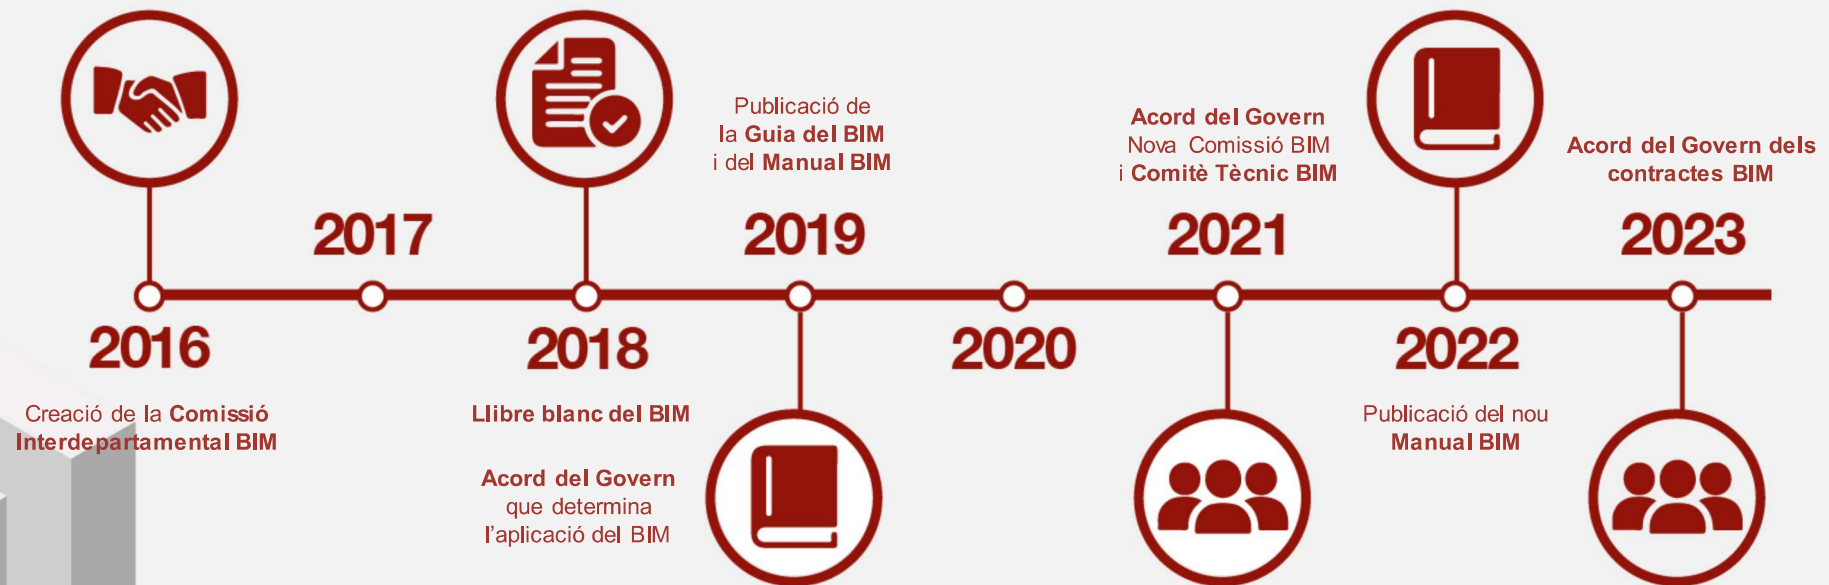 2016
Creació de la Comissió
Interdepartamental BIM
2017
2018
Llibre blanc del BIM
Acord del Govern
que determina
l'aplicació del BIM
Publicació de
la Guia del BIM
i del Manual BIM
2019
2020
Acord del Govern
Nova Comissió BIM
i Comitè Tècnic BIM
2021
2022
Publicació del nou
Manual BIM
Acord del Govern dels
contractes BIM
2023